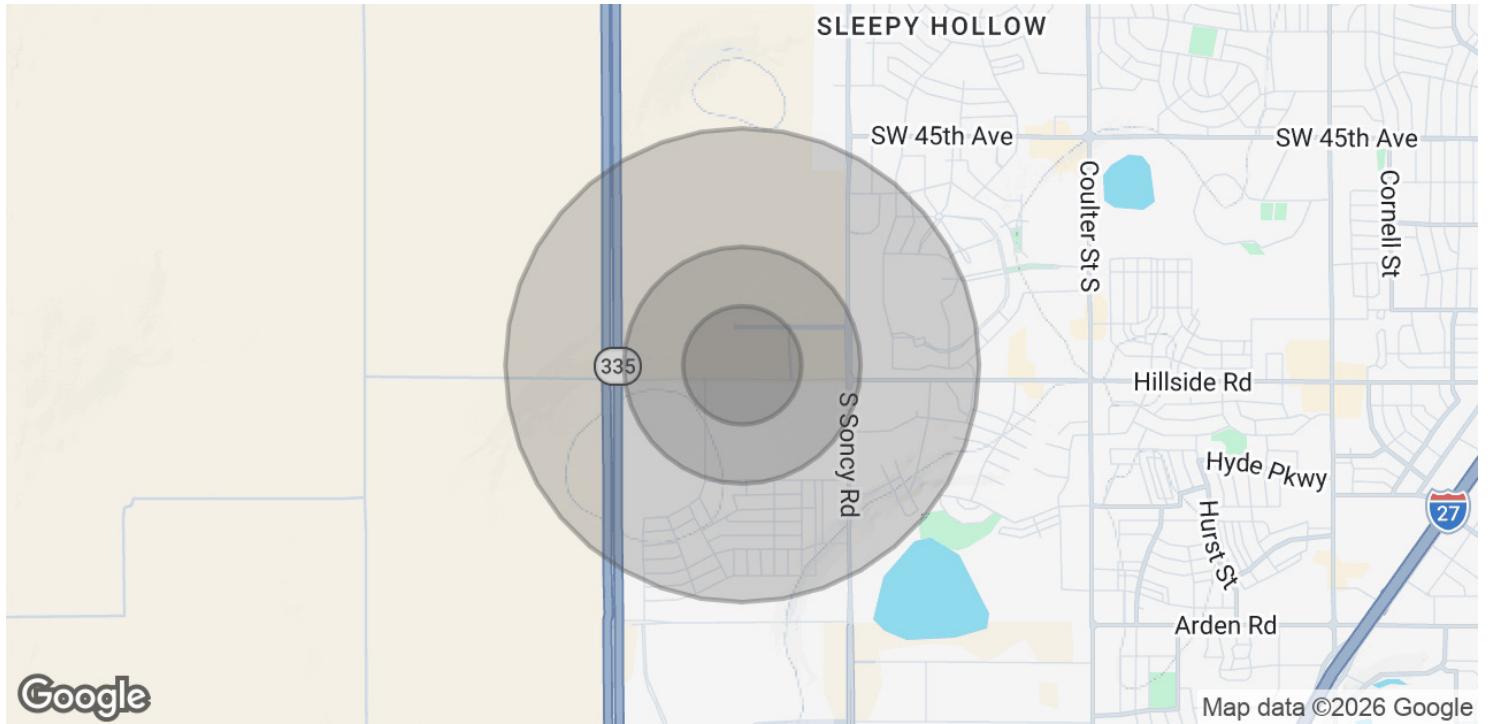 SLEEPY HOLLOW
SW 45th Ave
SW 45th Ave
Coulter St S
Cornell St
335
Hillside Rd
S Soncy Rd
Hyde Pkwy
27
Hurst St
Arden Rd
Google
Map data ©2026 Google